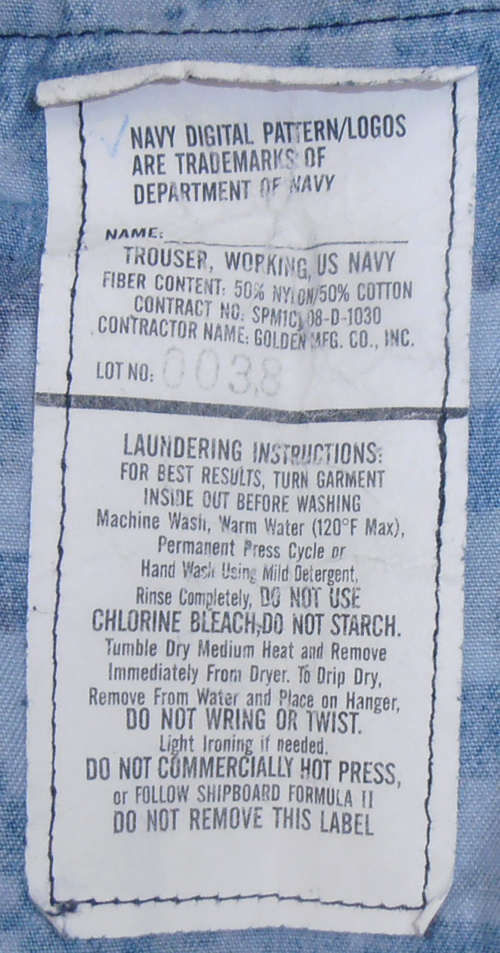 NAVY DIGITAL PATTERN/LOGOS
ARE TRADEMARKS OF
DEPARTMENT OF NAVY
NAME:
TROUSER, WORKING, US NAVY
FIBER CONTENT: 50% NYLON/50% COTTON
CONTRACT NO: SPM1C1 08-D-1030
CONTRACTOR NAME: GOLDEN MFG. CO., INC.
LOT NO: 0038
LAUNDERING INSTRUCTIONS:
FOR BEST RESULTS, TURN GARMENT
INSIDE OUT BEFORE WASHING
Machine Wash, Warm Water (120°F Max),
Permanent Press Cycle or
Hand Wash Using Mild Detergent,
Rinse Completely, DO NOT USE
CHLORINE BLEACH, DO NOT STARCH.
Tumble Dry Medium Heat and Remove
Immediately From Dryer. To Drip Dry,
Remove From Water and Place on Hanger,
DO NOT WRING OR TWIST.
Light Ironing if needed.
DO NOT COMMERCIALLY HOT PRESS,
or FOLLOW SHIPBOARD FORMULA II
DO NOT REMOVE THIS LABEL